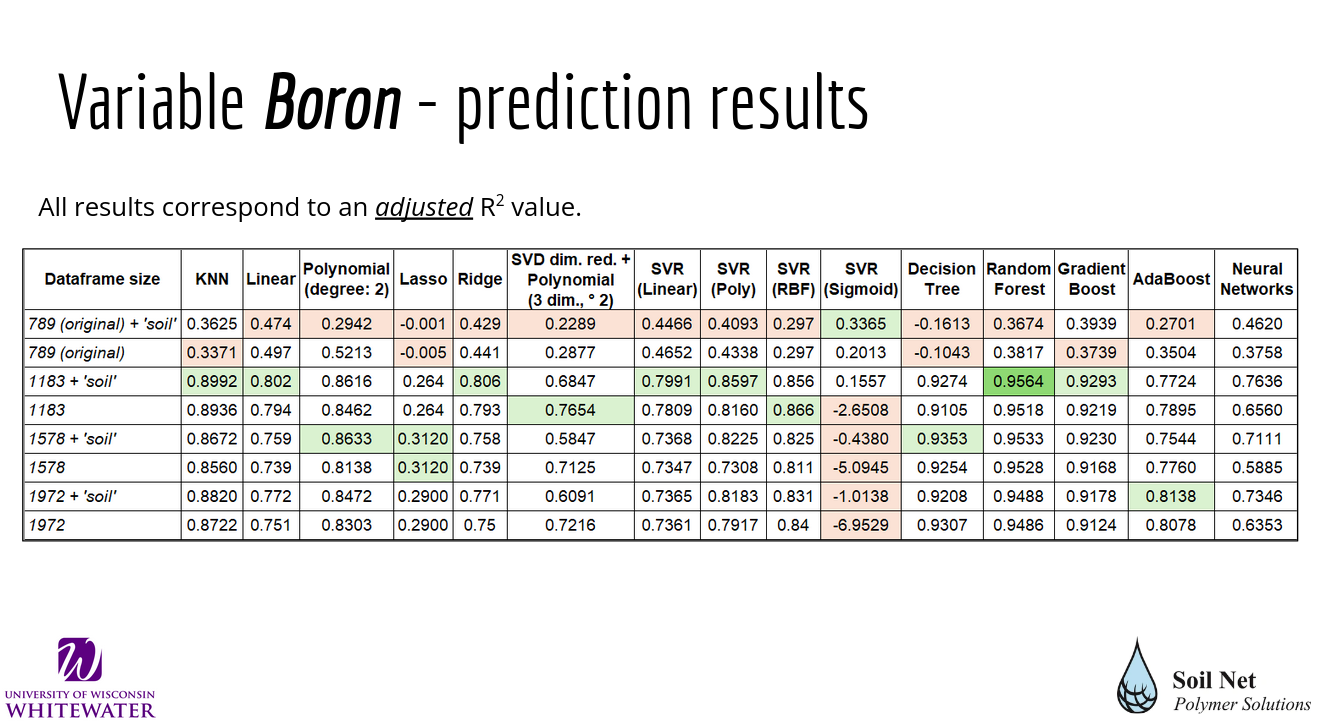 Variable Boron - prediction results
All results correspond to an adjusted R² value.
Dataframe size KNN Linear Polynomial (degree: 2) Lasso Ridge SVD dim. red. + Polynomial (3 dim., ° 2) SVR (Linear) SVR (Poly) SVR (RBF) SVR (Sigmoid) Decision Tree Random Forest Gradient Boost AdaBoost Neural Networks
789 (original) + 'soil' 0.3625 0.474 0.2942 -0.001 0.429 0.2289 0.4466 0.4093 0.297 0.3365 -0.1613 0.3674 0.3939 0.2701 0.4620
789 (original) 0.3371 0.497 0.5213 -0.005 0.441 0.2877 0.4652 0.4338 0.297 0.2013 -0.1043 0.3817 0.3739 0.3504 0.3758
1183 + 'soil' 0.8992 0.802 0.8616 0.264 0.806 0.6847 0.7991 0.8597 0.856 0.1557 0.9274 0.9564 0.9293 0.7724 0.7636
1183 0.8936 0.794 0.8462 0.264 0.793 0.7654 0.7809 0.8160 0.866 -2.6508 0.9105 0.9518 0.9219 0.7895 0.6560
1578 + 'soil' 0.8672 0.759 0.8633 0.3120 0.758 0.5847 0.7368 0.8225 0.825 -0.4380 0.9353 0.9533 0.9230 0.7544 0.7111
1578 0.8560 0.739 0.8138 0.3120 0.739 0.7125 0.7347 0.7308 0.811 -5.0945 0.9254 0.9528 0.9168 0.7760 0.5885
1972 + 'soil' 0.8820 0.772 0.8472 0.2900 0.771 0.6091 0.7365 0.8183 0.831 -1.0138 0.9208 0.9488 0.9178 0.8138 0.7346
1972 0.8722 0.751 0.8303 0.2900 0.75 0.7216 0.7361 0.7917 0.84 -6.9529 0.9307 0.9486 0.9124 0.8078 0.6353
W
UNIVERSITY OF WISCONSIN
WHITEWATER
Soil Net
Polymer Solutions